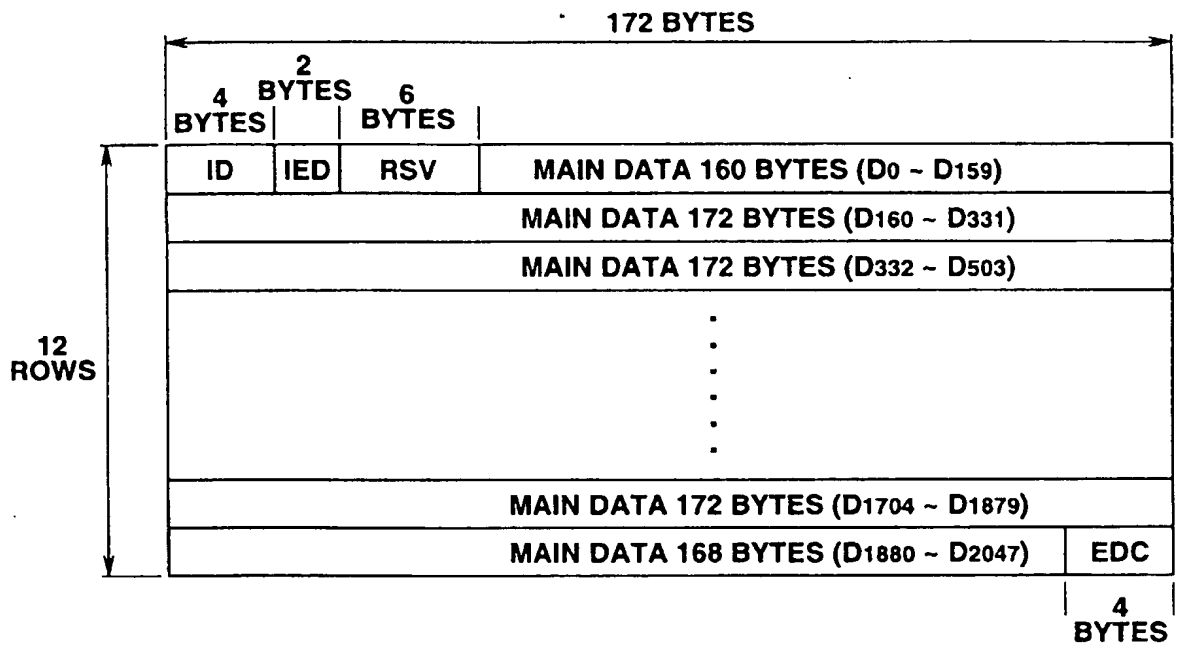 172 BYTES
2
BYTES
4
BYTES
6
BYTES
ID
IED
RSV
MAIN DATA 160 BYTES (D0 ~ D159)
MAIN DATA 172 BYTES (D160 ~ D331)
MAIN DATA 172 BYTES (D332 ~ D503)
12
ROWS
MAIN DATA 172 BYTES (D1704 ~ D1879)
MAIN DATA 168 BYTES (D1880 ~ D2047)
EDC
4
BYTES